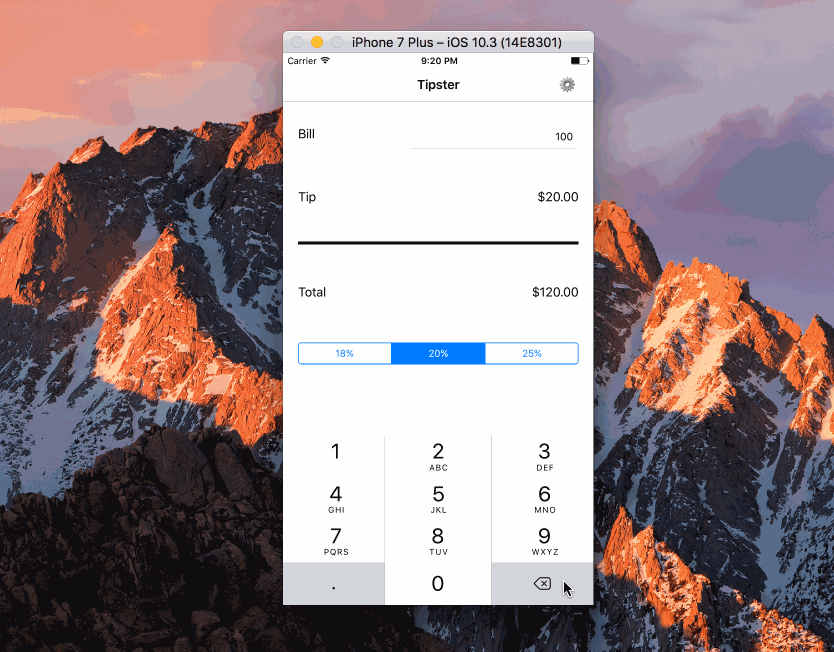 iPhone 7 Plus – iOS 10.3 (14E8301)
Carrier 9:20 PM
Tipster
Bill 100
Tip $20.00
Total $120.00
18% 20% 25%
1 2 3
ABC DEF
4 5 6
GHI JKL MNO
7 8 9
PQRS TUV WXYZ
. 0